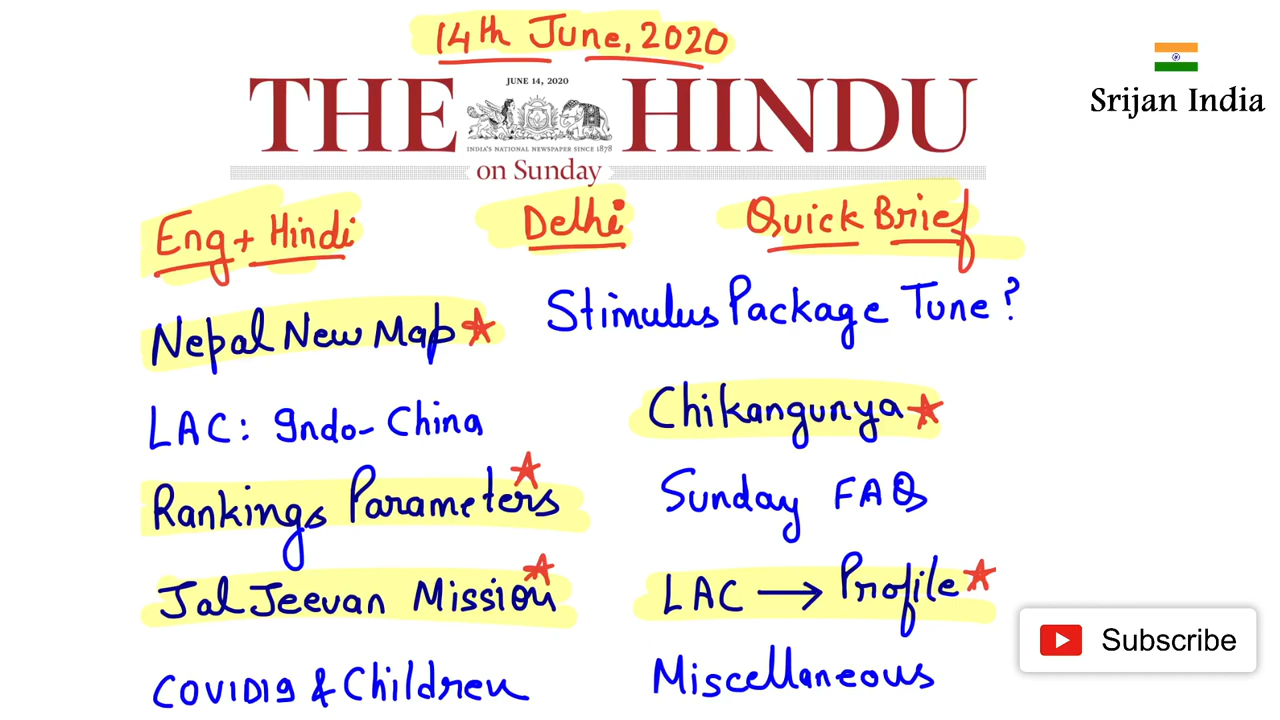 14th June, 2020
JUNE 14, 2020
THE HINDU
INDIA'S NATIONAL NEWSPAPER SINCE 1878
on Sunday
Srijan India
Eng + Hindi Delhi Quick Brief
Nepal New Map
Stimulus Package Tune?
LAC: Indo-China
Chikangunya
Rankings Parameters
Sunday FAQs
Jal Jeevan Mission
LAC → Profile
COVID19 & Children
Miscellaneous
Subscribe